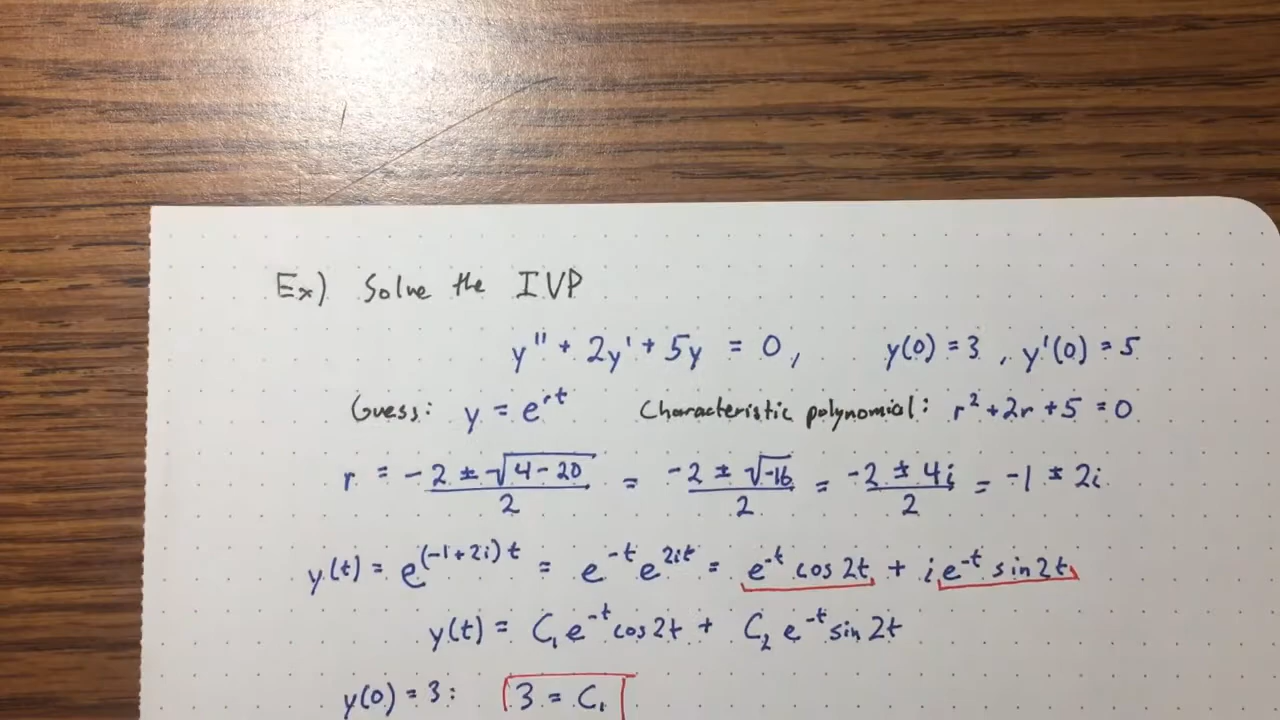 Ex) Solve the IVP
y'' + 2y' + 5y = 0, y(0) = 3, y'(0) = 5
Guess: y = e^{rt} Characteristic polynomial: r² + 2r + 5 = 0
r = -2 ± √(4-20) / 2 = -2 ± √(-16) / 2 = -2 ± 4i / 2 = -1 ± 2i
y(t) = e^{(-1+2i)t} = e^{-t} e^{2it} = e^{-t} cos 2t + i e^{-t} sin 2t
y(t) = C₁ e^{-t} cos 2t + C₂ e^{-t} sin 2t
y(0) = 3: 3 = C₁